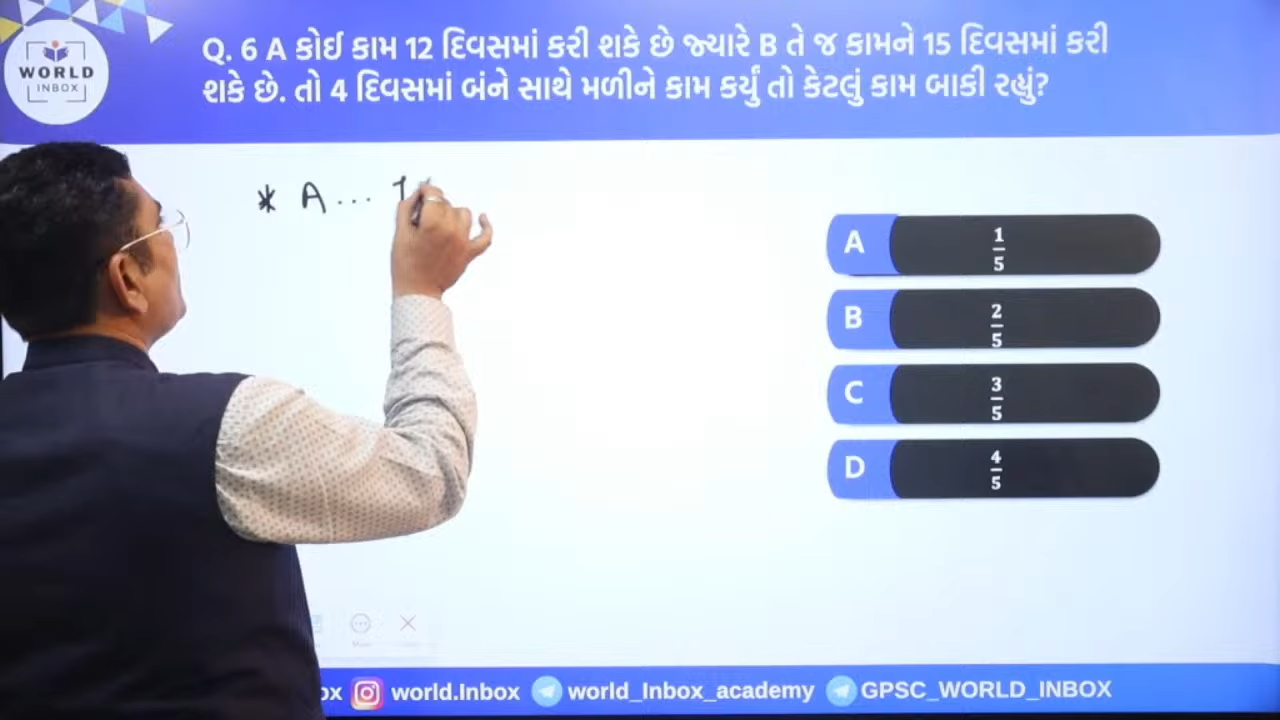 WORLD
INBOX
Q. 6 A કોઈ કામ 12 દિવસમાં કરી શકે છે જ્યારે B તે જ કામને 15 દિવસમાં કરી
શકે છે. તો 4 દિવસમાં બંને સાથે મળીને કામ કર્યું તો કેટલું કામ બાકી રહ્યું?
* A... 1
A 1/5
B 2/5
C 3/5
D 4/5
world.Inbox world_Inbox_academy GPSC_WORLD_INBOX